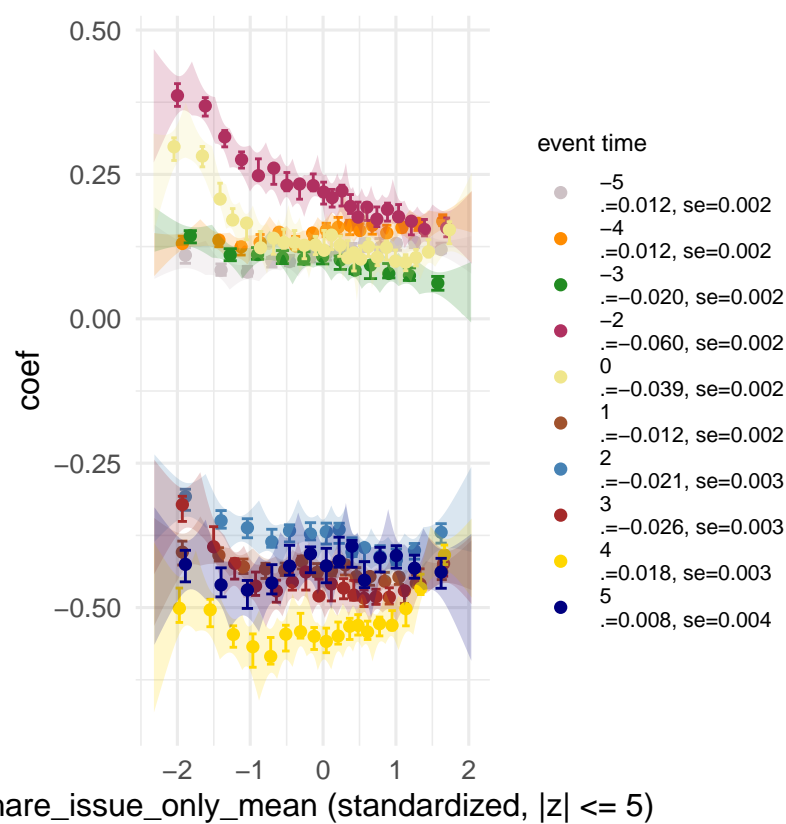 0.50
0.25
0.00
−0.25
−0.50
coef
−2
−1
0
1
2
hare_issue_only_mean (standardized, |z| <= 5)
event time
−5
.=0.012, se=0.002
−4
.=0.012, se=0.002
−3
.=−0.020, se=0.002
−2
.=−0.060, se=0.002
0
.=−0.039, se=0.002
1
.=−0.012, se=0.002
2
.=−0.021, se=0.003
3
.=−0.026, se=0.003
4
.=0.018, se=0.003
5
.=0.008, se=0.004